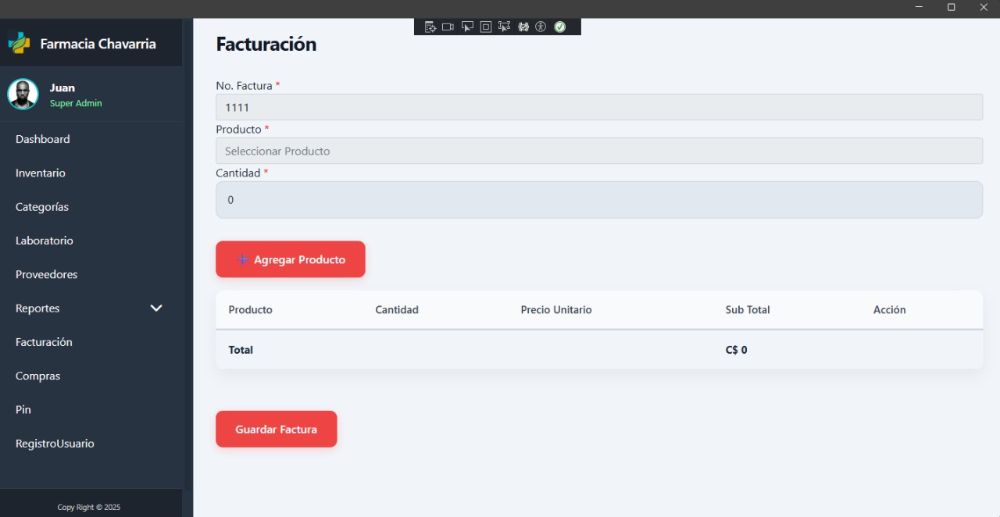 Farmacia Chavarria
Juan
Super Admin
Dashboard
Inventario
Categorías
Laboratorio
Proveedores
Reportes
Facturación
Compras
Pin
RegistroUsuario
Copy Right © 2025
Facturación
No. Factura *
1111
Producto *
Seleccionar Producto
Cantidad *
0
Agregar Producto
Producto Cantidad Precio Unitario Sub Total Acción
Total C$ 0
Guardar Factura